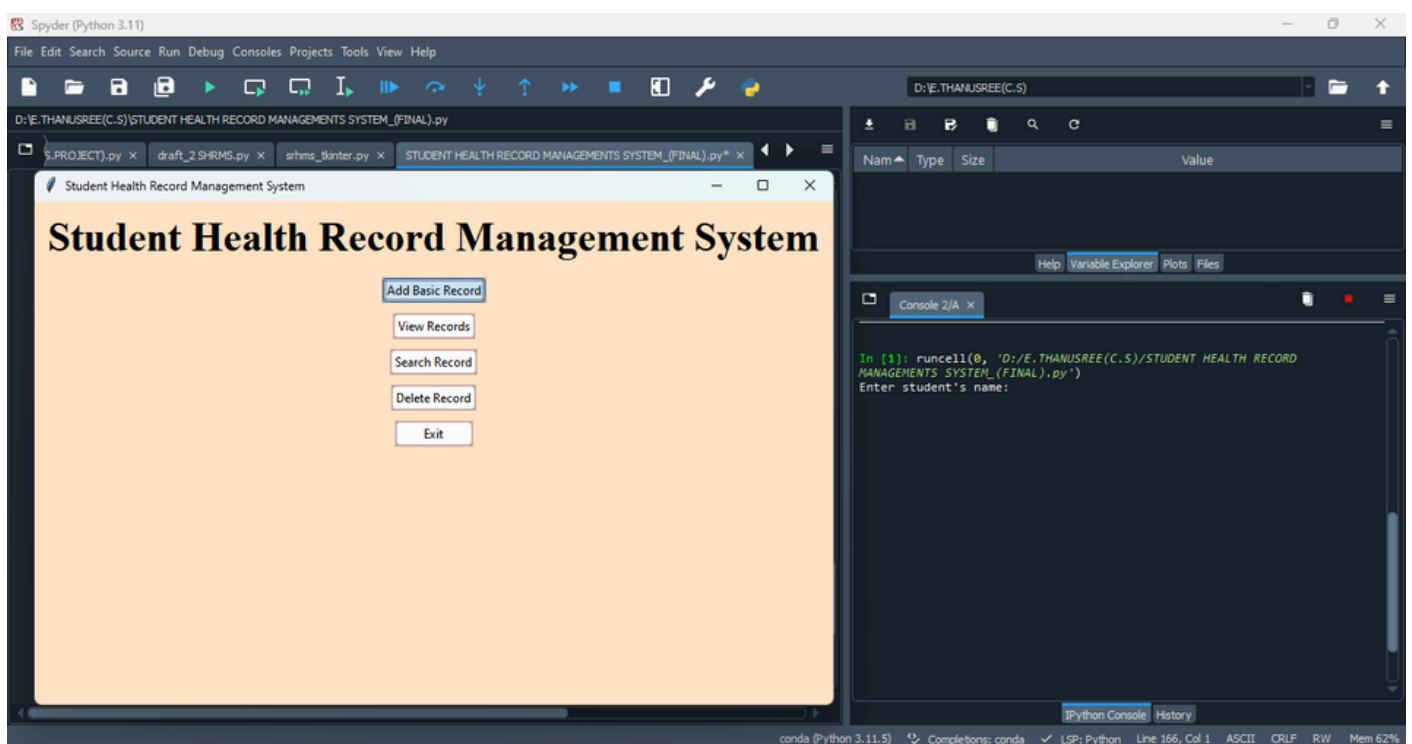 Spyder (Python 3.11)
File Edit Search Source Run Debug Consoles Projects Tools View Help
D:\E.THANUSREE(C.S)
D:\E.THANUSREE(C.S)\STUDENT HEALTH RECORD MANAGEMENTS SYSTEM_(FINAL).py
S.PROJECT).py
draft_2 SHRMS.py
srhms_tkinter.py
STUDENT HEALTH RECORD MANAGEMENTS SYSTEM_(FINAL).py*
Student Health Record Management System
Student Health Record Management System
Add Basic Record
View Records
Search Record
Delete Record
Exit
Nam Type Size Value
Help Variable Explorer Plots Files
Console 2/A
In [1]: runcell(0, 'D:/E.THANUSREE(C.S)/STUDENT HEALTH RECORD
MANAGEMENTS SYSTEM_(FINAL).py')
Enter student's name:
IPython Console History
conda (Python 3.11.5) Completions: conda LSP: Python Line 166, Col 1 ASCII CRLF RW Mem 62%